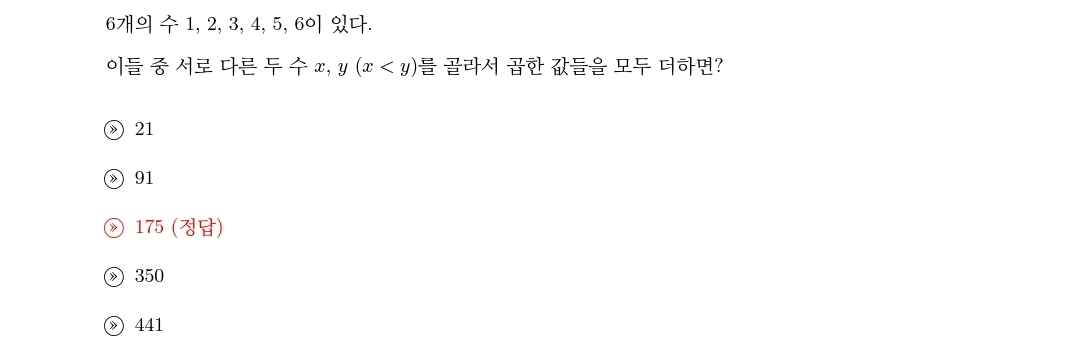 6개의 수 1, 2, 3, 4, 5, 6이 있다.
이들 중 서로 다른 두 수 x, y (x < y)를 골라서 곱한 값들을 모두 더하면?
21
91
175 (정답)
350
441